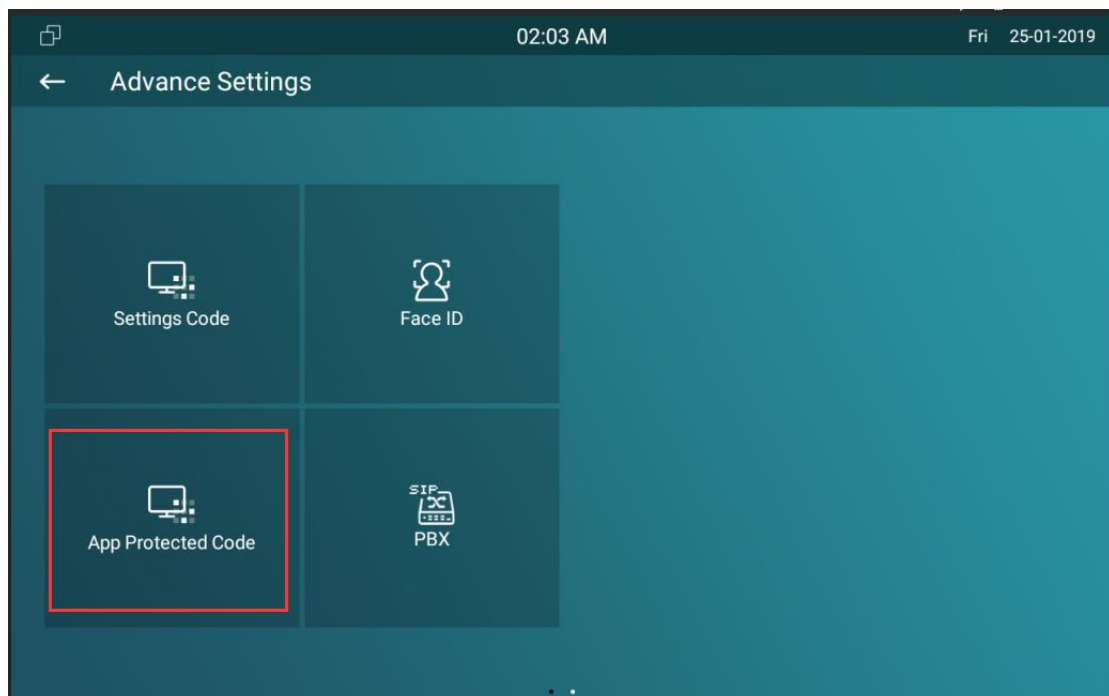 02:03 AM
Fri 25-01-2019
Advance Settings
Settings Code
Face ID
App Protected Code
SIP
PBX